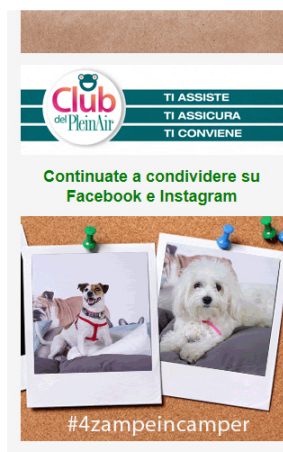 Club
del PleinAir
TI ASSISTE
TI ASSICURA
TI CONVIENE
Continuate a condividere su
Facebook e Instagram
#4zampeincamper